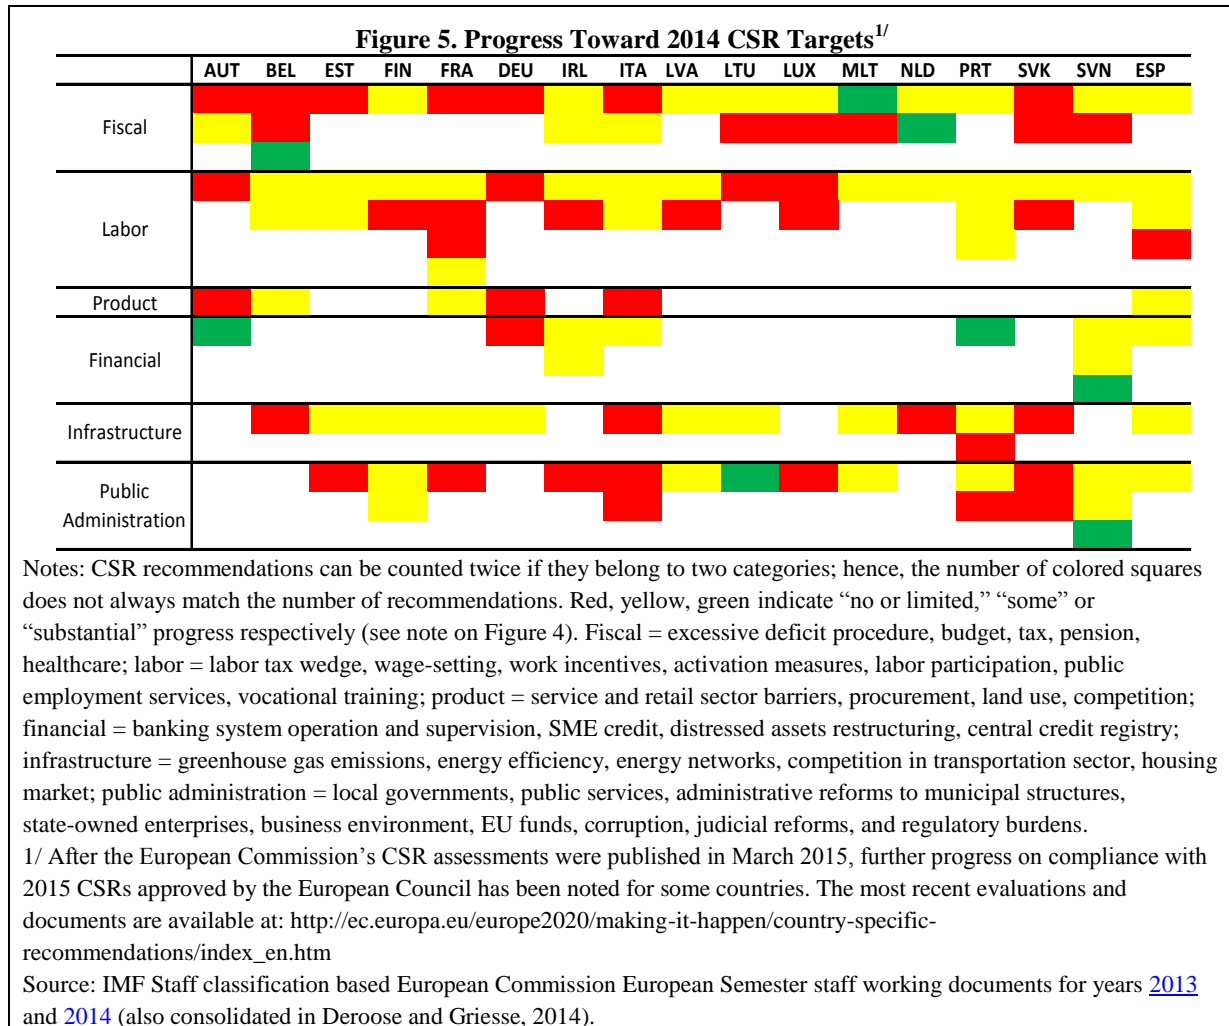 Figure 5. Progress Toward 2014 CSR Targets1/
AUT BEL EST FIN FRA DEU IRL ITA LVA LTU LUX MLT NLD PRT SVK SVN ESP
Fiscal
Labor
Product
Financial
Infrastructure
Public
Administration
Notes: CSR recommendations can be counted twice if they belong to two categories; hence, the number of colored squares
does not always match the number of recommendations. Red, yellow, green indicate “no or limited,” “some” or
“substantial” progress respectively (see note on Figure 4). Fiscal = excessive deficit procedure, budget, tax, pension,
healthcare; labor = labor tax wedge, wage-setting, work incentives, activation measures, labor participation, public
employment services, vocational training; product = service and retail sector barriers, procurement, land use, competition;
financial = banking system operation and supervision, SME credit, distressed assets restructuring, central credit registry;
infrastructure = greenhouse gas emissions, energy efficiency, energy networks, competition in transportation sector, housing
market; public administration = local governments, public services, administrative reforms to municipal structures,
state-owned enterprises, business environment, EU funds, corruption, judicial reforms, and regulatory burdens.
1/ After the European Commission’s CSR assessments were published in March 2015, further progress on compliance with
2015 CSRs approved by the European Council has been noted for some countries. The most recent evaluations and
documents are available at: http://ec.europa.eu/europe2020/making-it-happen/country-specific-
recommendations/index_en.htm
Source: IMF Staff classification based European Commission European Semester staff working documents for years 2013
and 2014 (also consolidated in Deroose and Griesse, 2014).